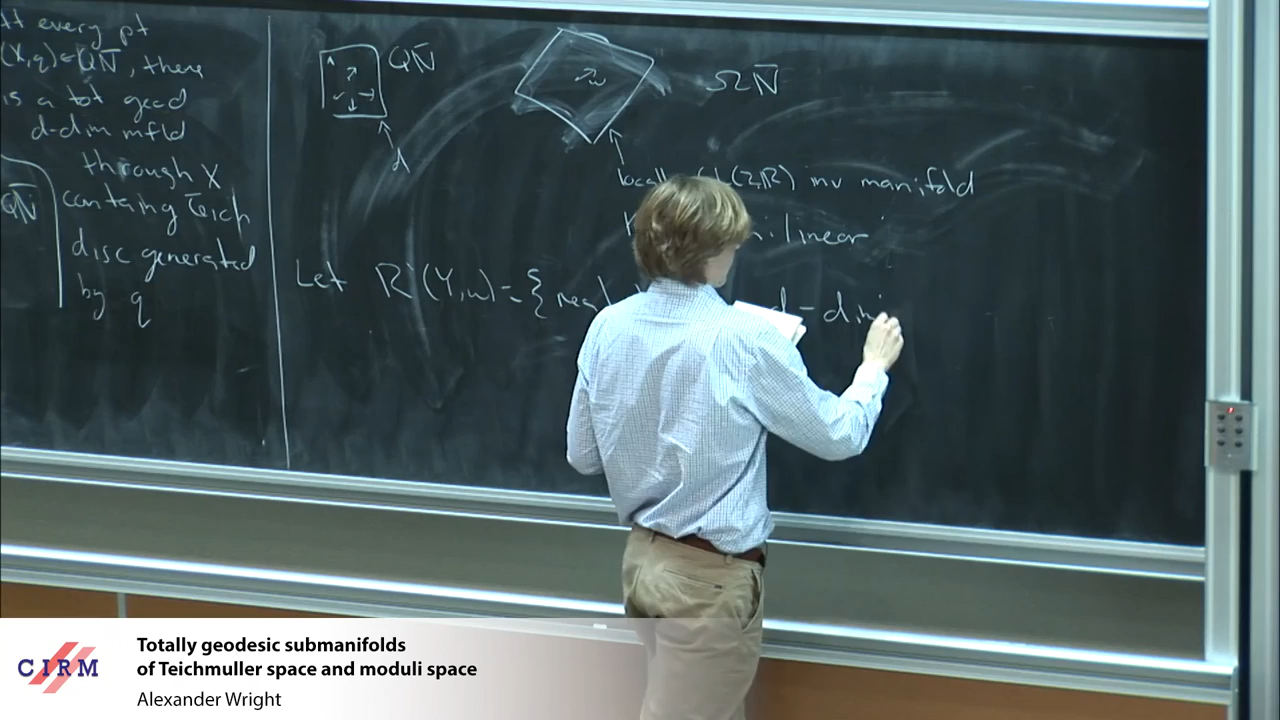 tt every pt
(X,q) ∈ QN̄, there
is a tot geod
d-dim mfld
through X
QN̄ containing Teich
disc generated
by q
QN̄
d
ω
ΩN̄
locally GL(2,R) inv manifold
linear
Let R(Y,ω) = { d-dim
CIRM
Totally geodesic submanifolds
of Teichmuller space and moduli space
Alexander Wright